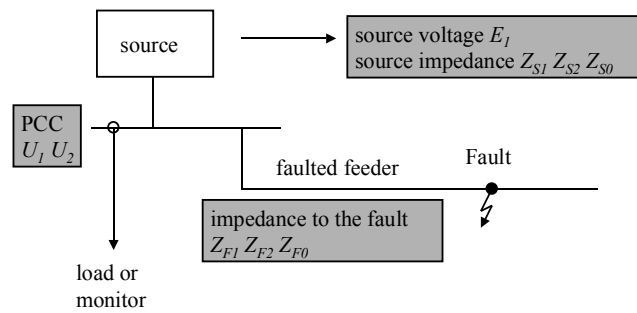 source
source voltage E1
source impedance ZS1 ZS2 ZS0
PCC
U1 U2
faulted feeder
Fault
impedance to the fault
ZF1 ZF2 ZF0
load or
monitor